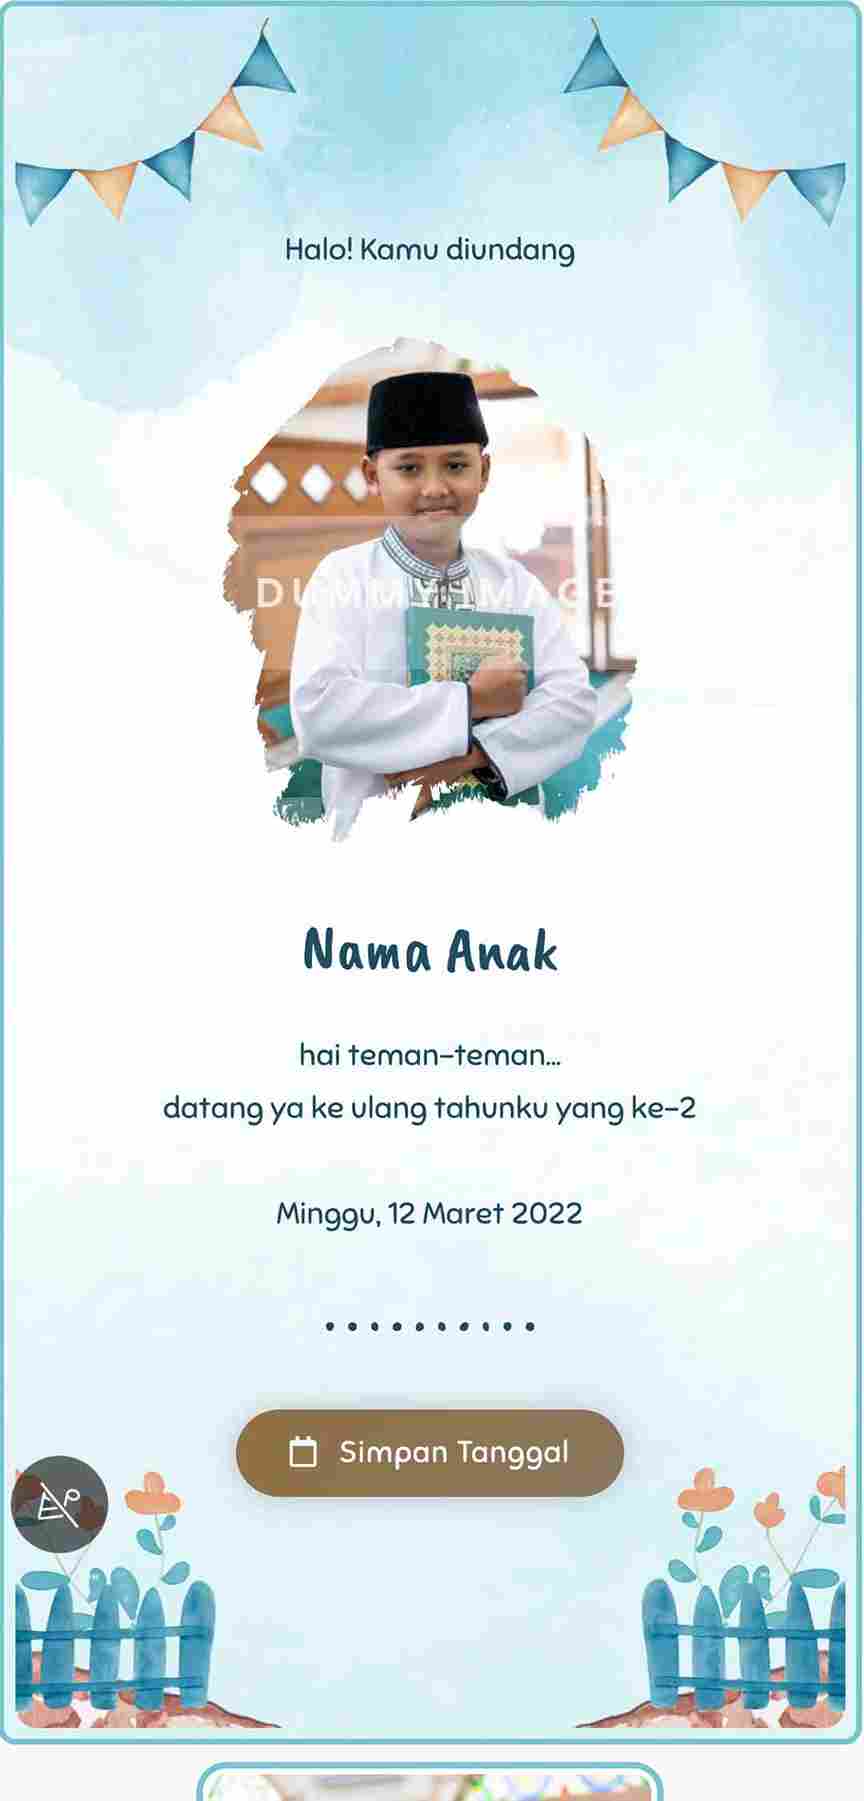 Halo! Kamu diundang
DUMMY IMAGE
Nama Anak
hai teman-teman...
datang ya ke ulang tahunku yang ke-2
Minggu, 12 Maret 2022
Simpan Tanggal